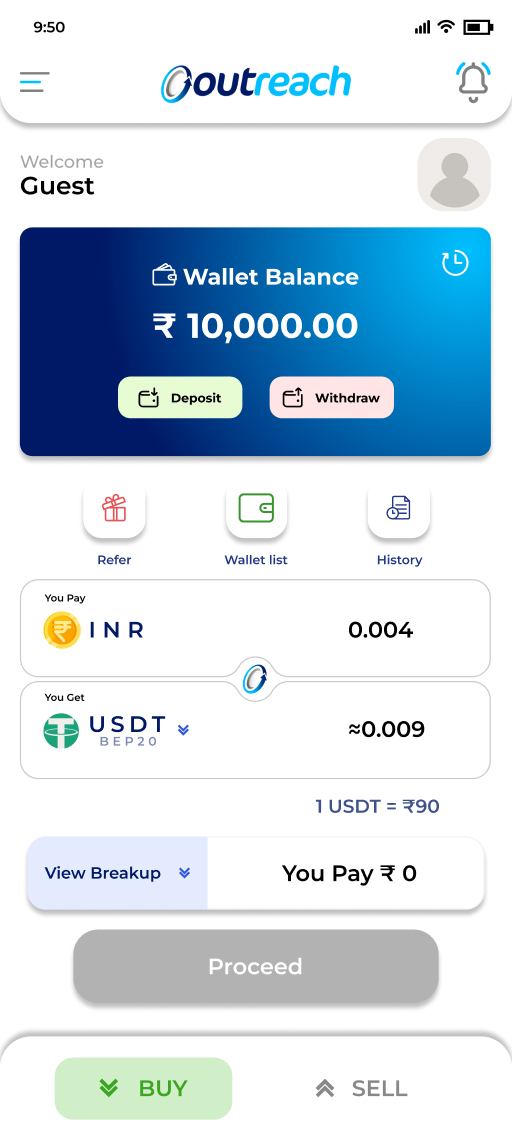 9:50
outreach
Welcome
Guest
Wallet Balance
₹ 10,000.00
Deposit
Withdraw
Refer
Wallet list
History
You Pay
INR
0.004
You Get
USDT
BEP20
≈0.009
1 USDT = ₹90
View Breakup
You Pay ₹ 0
Proceed
BUY
SELL